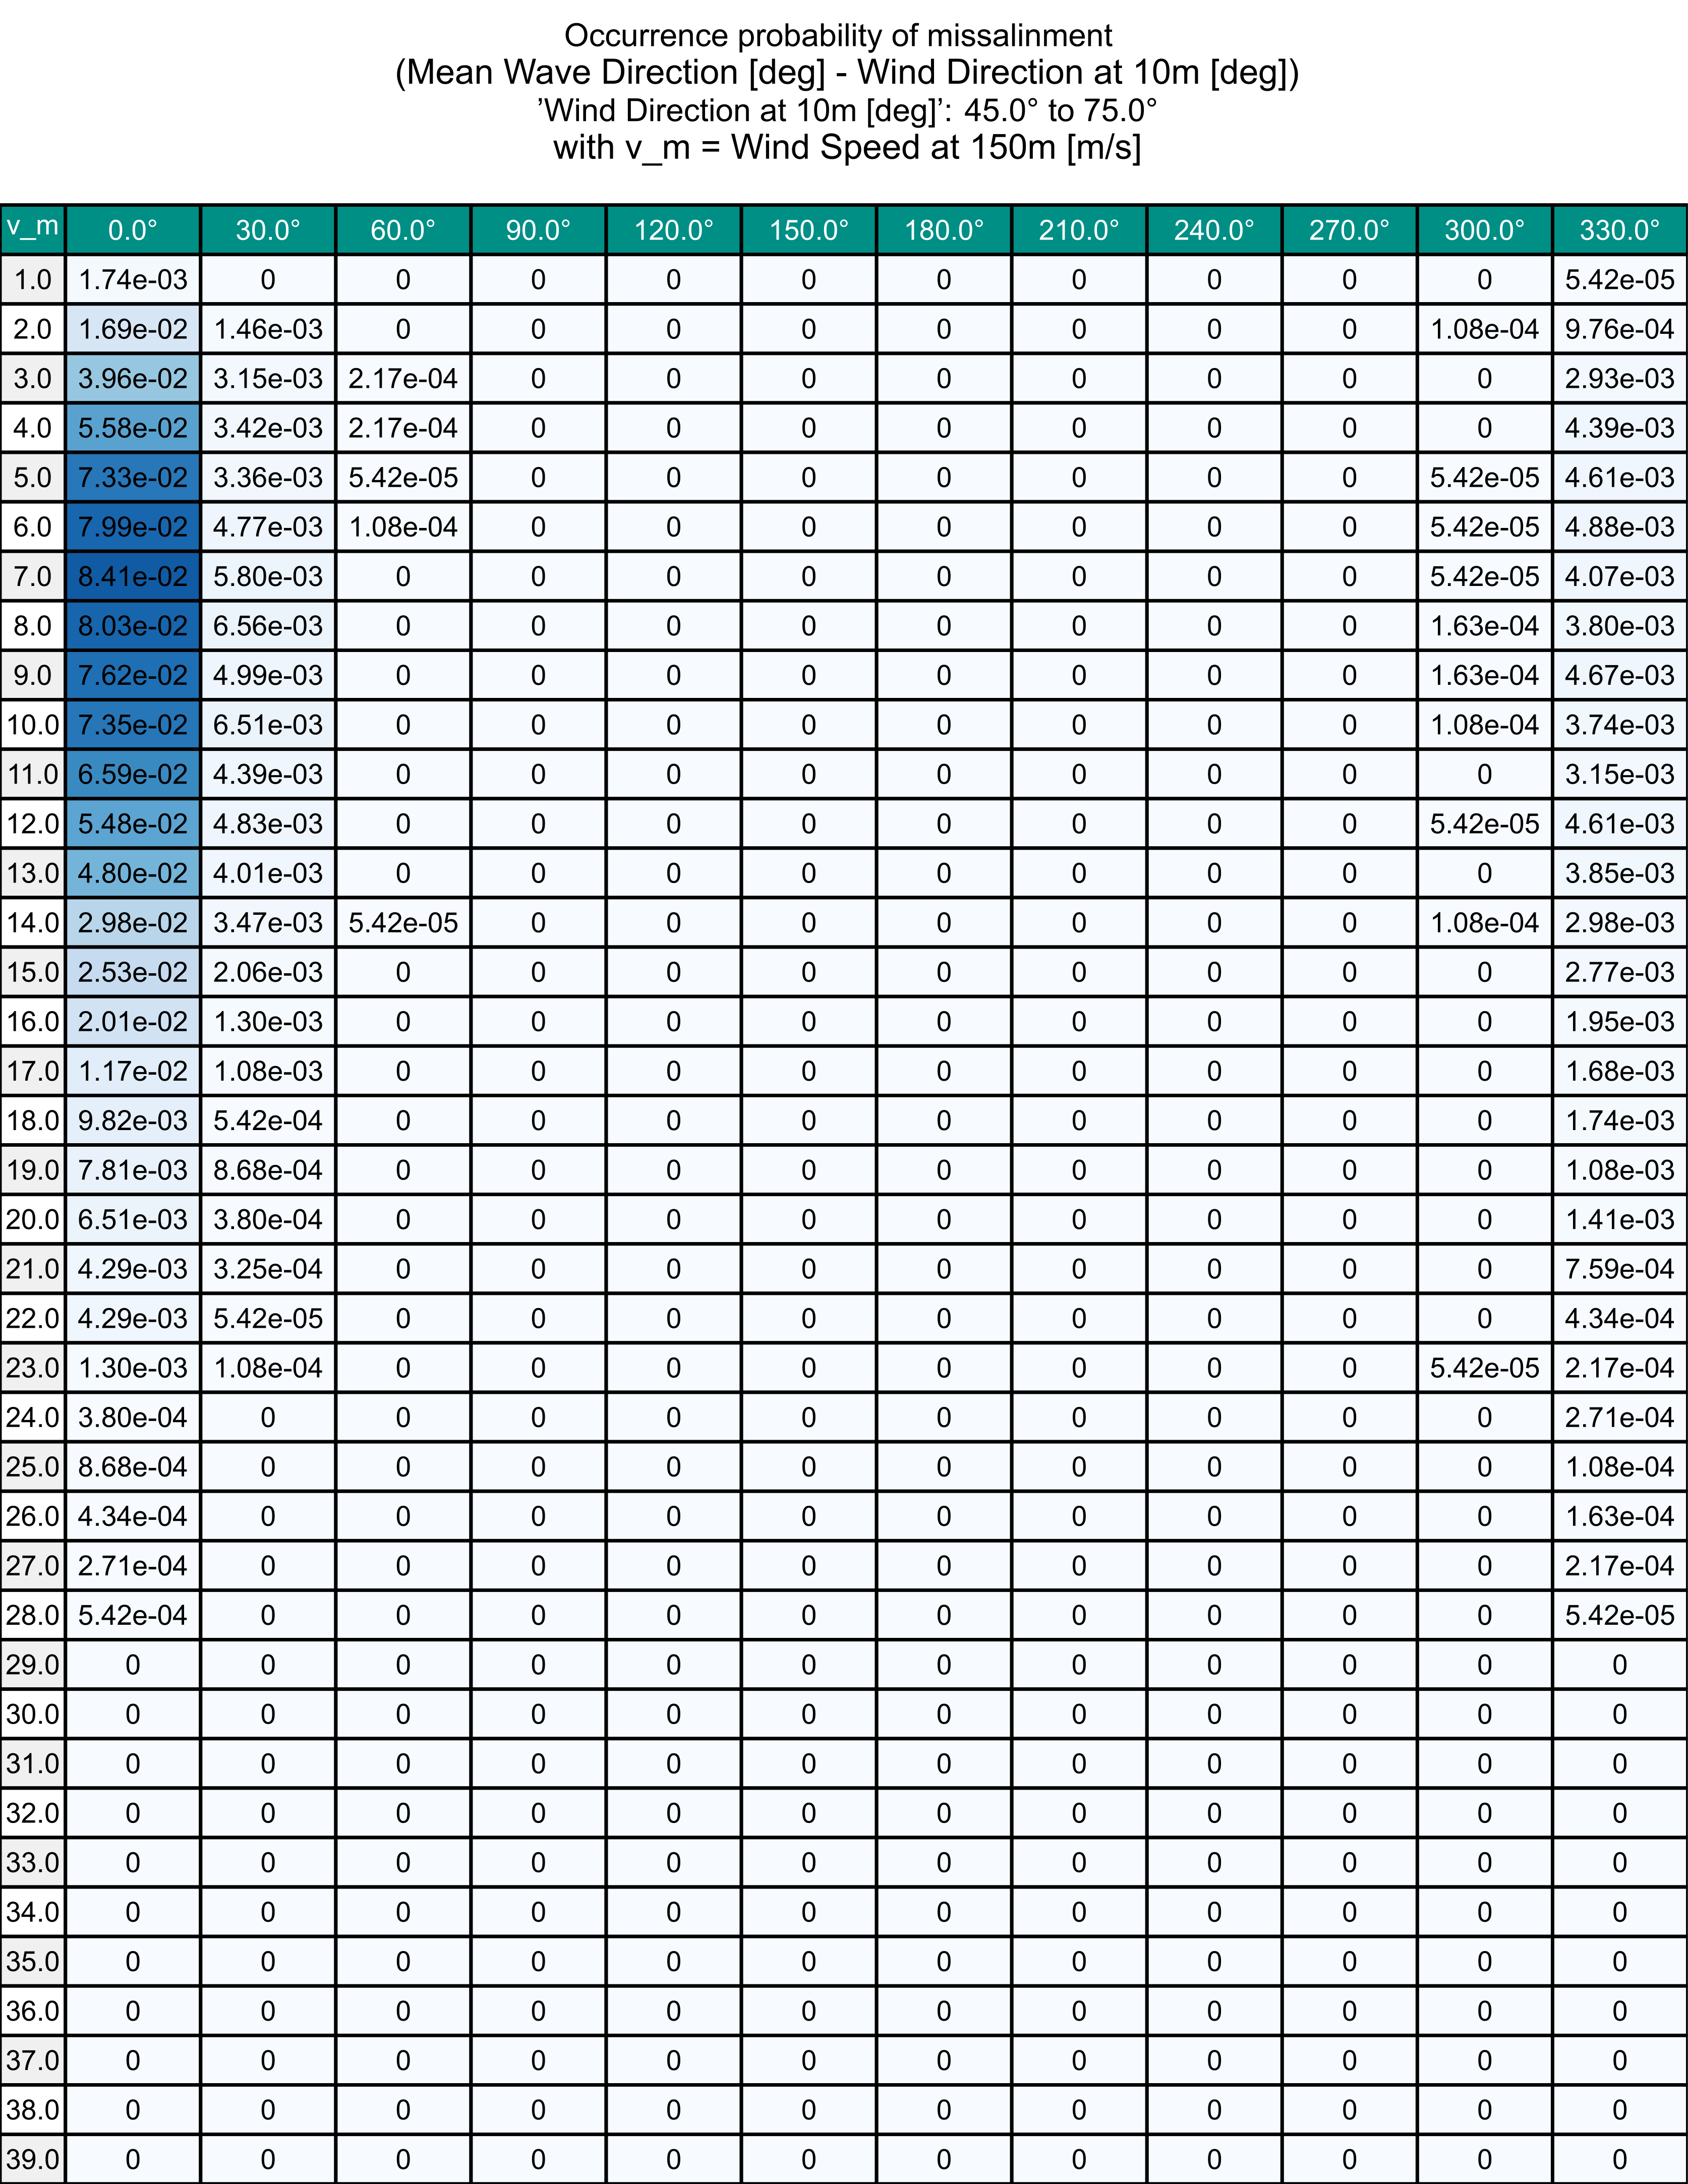 Occurrence probability of missalinment
(Mean Wave Direction [deg] - Wind Direction at 10m [deg])
’Wind Direction at 10m [deg]’: 45.0° to 75.0°
with v_m = Wind Speed at 150m [m/s]
v_m 0.0° 30.0° 60.0° 90.0° 120.0° 150.0° 180.0° 210.0° 240.0° 270.0° 300.0° 330.0°
1.0 1.74e-03 0 0 0 0 0 0 0 0 0 0 5.42e-05
2.0 1.69e-02 1.46e-03 0 0 0 0 0 0 0 0 1.08e-04 9.76e-04
3.0 3.96e-02 3.15e-03 2.17e-04 0 0 0 0 0 0 0 0 2.93e-03
4.0 5.58e-02 3.42e-03 2.17e-04 0 0 0 0 0 0 0 0 4.39e-03
5.0 7.33e-02 3.36e-03 5.42e-05 0 0 0 0 0 0 0 5.42e-05 4.61e-03
6.0 7.99e-02 4.77e-03 1.08e-04 0 0 0 0 0 0 0 5.42e-05 4.88e-03
7.0 8.41e-02 5.80e-03 0 0 0 0 0 0 0 0 5.42e-05 4.07e-03
8.0 8.03e-02 6.56e-03 0 0 0 0 0 0 0 0 1.63e-04 3.80e-03
9.0 7.62e-02 4.99e-03 0 0 0 0 0 0 0 0 1.63e-04 4.67e-03
10.0 7.35e-02 6.51e-03 0 0 0 0 0 0 0 0 1.08e-04 3.74e-03
11.0 6.59e-02 4.39e-03 0 0 0 0 0 0 0 0 0 3.15e-03
12.0 5.48e-02 4.83e-03 0 0 0 0 0 0 0 0 5.42e-05 4.61e-03
13.0 4.80e-02 4.01e-03 0 0 0 0 0 0 0 0 0 3.85e-03
14.0 2.98e-02 3.47e-03 5.42e-05 0 0 0 0 0 0 0 1.08e-04 2.98e-03
15.0 2.53e-02 2.06e-03 0 0 0 0 0 0 0 0 0 2.77e-03
16.0 2.01e-02 1.30e-03 0 0 0 0 0 0 0 0 0 1.95e-03
17.0 1.17e-02 1.08e-03 0 0 0 0 0 0 0 0 0 1.68e-03
18.0 9.82e-03 5.42e-04 0 0 0 0 0 0 0 0 0 1.74e-03
19.0 7.81e-03 8.68e-04 0 0 0 0 0 0 0 0 0 1.08e-03
20.0 6.51e-03 3.80e-04 0 0 0 0 0 0 0 0 0 1.41e-03
21.0 4.29e-03 3.25e-04 0 0 0 0 0 0 0 0 0 7.59e-04
22.0 4.29e-03 5.42e-05 0 0 0 0 0 0 0 0 0 4.34e-04
23.0 1.30e-03 1.08e-04 0 0 0 0 0 0 0 0 5.42e-05 2.17e-04
24.0 3.80e-04 0 0 0 0 0 0 0 0 0 0 2.71e-04
25.0 8.68e-04 0 0 0 0 0 0 0 0 0 0 1.08e-04
26.0 4.34e-04 0 0 0 0 0 0 0 0 0 0 1.63e-04
27.0 2.71e-04 0 0 0 0 0 0 0 0 0 0 2.17e-04
28.0 5.42e-04 0 0 0 0 0 0 0 0 0 0 5.42e-05
29.0 0 0 0 0 0 0 0 0 0 0 0 0
30.0 0 0 0 0 0 0 0 0 0 0 0 0
31.0 0 0 0 0 0 0 0 0 0 0 0 0
32.0 0 0 0 0 0 0 0 0 0 0 0 0
33.0 0 0 0 0 0 0 0 0 0 0 0 0
34.0 0 0 0 0 0 0 0 0 0 0 0 0
35.0 0 0 0 0 0 0 0 0 0 0 0 0
36.0 0 0 0 0 0 0 0 0 0 0 0 0
37.0 0 0 0 0 0 0 0 0 0 0 0 0
38.0 0 0 0 0 0 0 0 0 0 0 0 0
39.0 0 0 0 0 0 0 0 0 0 0 0 0